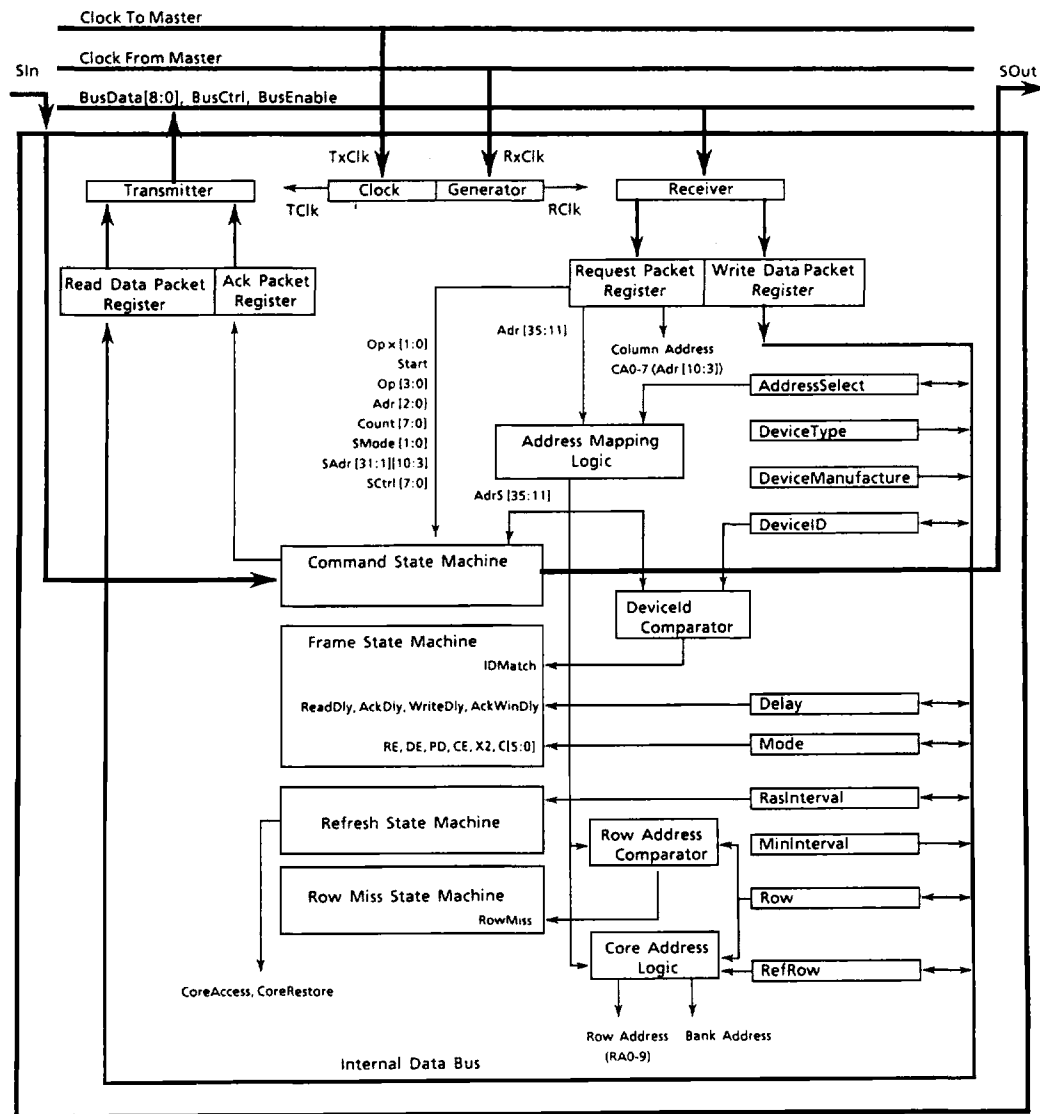 Clock To Master
Clock From Master
SIn
SOut
BusData[8:0], BusCtrl, BusEnable
TxClk
RxClk
Transmitter
Clock
Generator
Receiver
TClk
RClk
Read Data Packet
Register
Ack Packet
Register
Request Packet
Register
Write Data Packet
Register
Opx [1:0]
Start
Op [3:0]
Adr [2:0]
Count [7:0]
SMode [1:0]
SAdr [31:1][10:3]
SCtrl [7:0]
Adr [35:11]
Column Address
CA0-7 (Adr [10:3])
AddressSelect
DeviceType
DeviceManufacture
DeviceID
Address Mapping
Logic
AdrS [35:11]
Command State Machine
DeviceId
Comparator
Frame State Machine
IDMatch
ReadDly, AckDly, WriteDly, AckWinDly
RE, DE, PD, CE, X2, C[5:0]
Delay
Mode
RasInterval
MinInterval
Row
RefRow
Refresh State Machine
Row Address
Comparator
Row Miss State Machine
RowMiss
Core Address
Logic
CoreAccess, CoreRestore
Row Address
(RA0-9)
Bank Address
Internal Data Bus